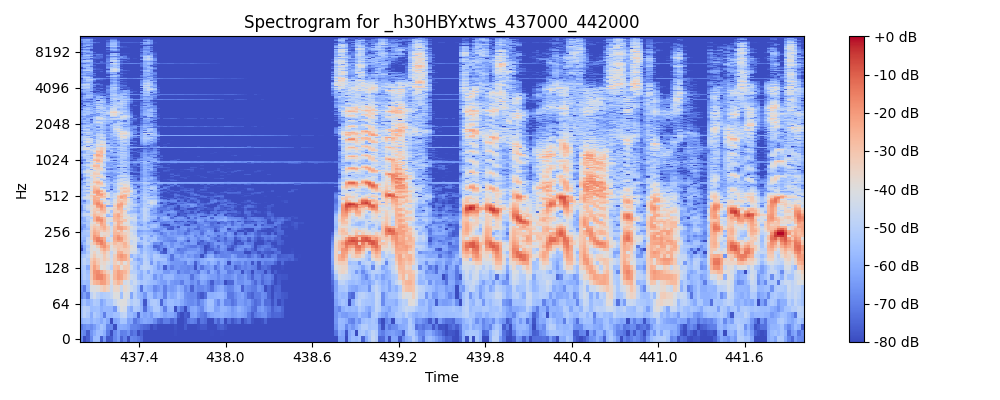 Spectrogram for _h30HBYxtws_437000_442000
8192
4096
2048
1024
512
256
128
64
0
Hz
437.4
438.0
438.6
439.2
439.8
440.4
441.0
441.6
Time
+0 dB
-10 dB
-20 dB
-30 dB
-40 dB
-50 dB
-60 dB
-70 dB
-80 dB